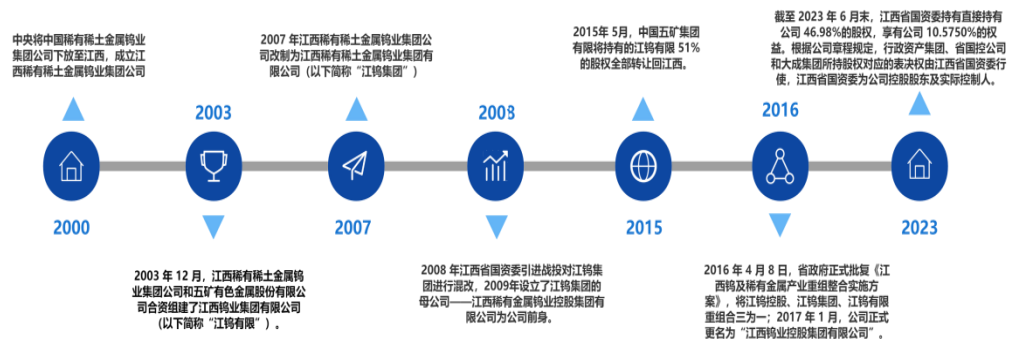 中央将中国稀有稀土金属钨业
集团公司下放至江西，成立江
西稀有稀土金属钨业集团公司
2000
2003
2003 年 12 月，江西稀有稀土金属钨
业集团公司和五矿有色金属股份有限公
司合资组建了江西钨业集团有限公司
（以下简称“江钨有限”）。
2007 年江西稀有稀土金属钨业集团公
司改制为江西稀有稀土金属钨业集团有
限公司（以下简称“江钨集团”）
2007
2008
2008 年江西省国资委引进战投对江钨集
团进行混改，2009年设立了江钨集团的
母公司——江西稀有金属钨业控股集团有
限公司为公司前身。
2015年 5月，中国五矿集团
有限将持有的江钨有限 51%
的股权全部转让回江西。
2015
2016
2016 年 4 月 8 日，省政府正式批复《江
西钨及稀有金属产业重组整合实施方
案》，将江钨控股、江钨集团、江钨有限
重组合三为一；2017 年 1 月，公司正式
更名为“江西钨业控股集团有限公司”。
截至 2023 年 6 月末，江西省国资委持有直接持有
公司 46.98%的股权，享有公司 10.5750%的权
益。根据公司章程规定，行政资产集团、省国控公司
和大成集团所持股权对应的表决权由江西省国资委行
使，江西省国资委为公司控股股东及实际控制人。
2023